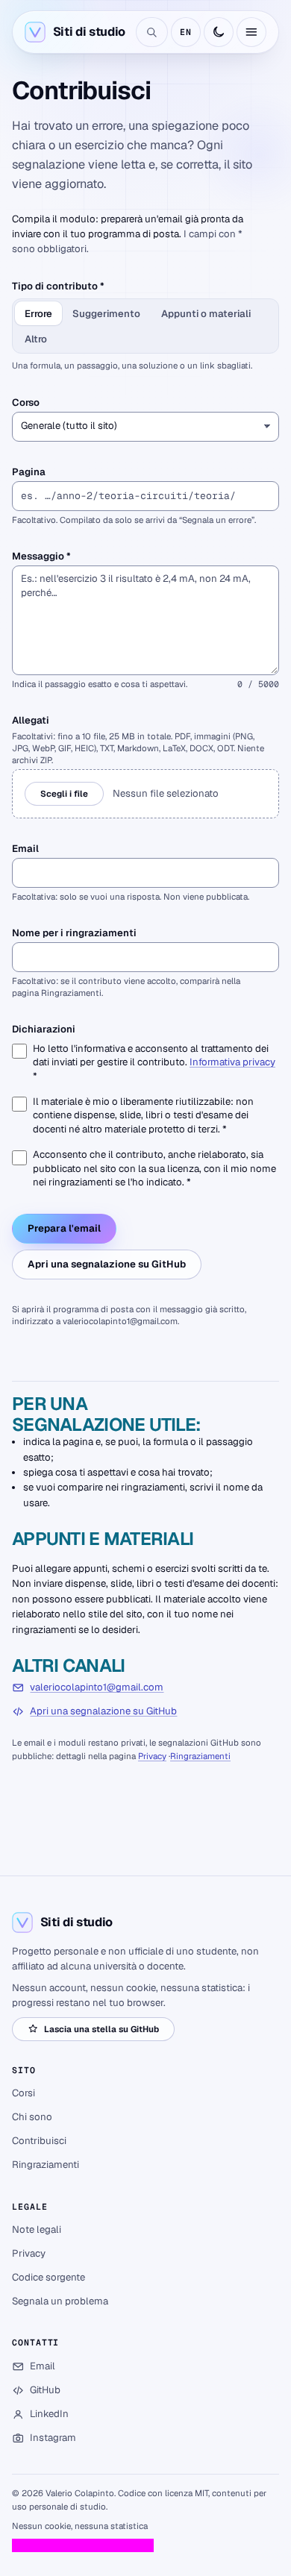 Siti di studio
EN
Contribuisci
Hai trovato un errore, una spiegazione poco
chiara o un esercizio che manca? Ogni
segnalazione viene letta e, se corretta, il sito
viene aggiornato.
Compila il modulo: preparerà un'email già pronta da
inviare con il tuo programma di posta. I campi con *
sono obbligatori.
Tipo di contributo *
Errore
Suggerimento
Appunti o materiali
Altro
Una formula, un passaggio, una soluzione o un link sbagliati.
Corso
Generale (tutto il sito)
Pagina
es. …/anno-2/teoria-circuiti/teoria/
Facoltativo. Compilato da solo se arrivi da “Segnala un errore”.
Messaggio *
Es.: nell'esercizio 3 il risultato è 2,4 mA, non 24 mA,
perché…
Indica il passaggio esatto e cosa ti aspettavi.
0 / 5000
Allegati
Facoltativi: fino a 10 file, 25 MB in totale. PDF, immagini (PNG,
JPG, WebP, GIF, HEIC), TXT, Markdown, LaTeX, DOCX, ODT. Niente
archivi ZIP.
Scegli i file
Nessun file selezionato
Email
Facoltativa: solo se vuoi una risposta. Non viene pubblicata.
Nome per i ringraziamenti
Facoltativo: se il contributo viene accolto, comparirà nella
pagina Ringraziamenti.
Dichiarazioni
Ho letto l'informativa e acconsento al trattamento dei
dati inviati per gestire il contributo. Informativa privacy
*
Il materiale è mio o liberamente riutilizzabile: non
contiene dispense, slide, libri o testi d'esame dei
docenti né altro materiale protetto di terzi. *
Acconsento che il contributo, anche rielaborato, sia
pubblicato nel sito con la sua licenza, con il mio nome
nei ringraziamenti se l'ho indicato. *
Prepara l'email
Apri una segnalazione su GitHub
Si aprirà il programma di posta con il messaggio già scritto,
indirizzato a valeriocolapinto1@gmail.com.
PER UNA
SEGNALAZIONE UTILE:
• indica la pagina e, se puoi, la formula o il passaggio
esatto;
• spiega cosa ti aspettavi e cosa hai trovato;
• se vuoi comparire nei ringraziamenti, scrivi il nome da
usare.
APPUNTI E MATERIALI
Puoi allegare appunti, schemi o esercizi svolti scritti da te.
Non inviare dispense, slide, libri o testi d'esame dei docenti:
non possono essere pubblicati. Il materiale accolto viene
rielaborato nello stile del sito, con il tuo nome nei
ringraziamenti se lo desideri.
ALTRI CANALI
valeriocolapinto1@gmail.com
Apri una segnalazione su GitHub
Le email e i moduli restano privati, le segnalazioni GitHub sono
pubbliche: dettagli nella pagina Privacy · Ringraziamenti
Siti di studio
Progetto personale e non ufficiale di uno studente, non
affiliato ad alcuna università o docente.
Nessun account, nessun cookie, nessuna statistica: i
progressi restano nel tuo browser.
Lascia una stella su GitHub
SITO
Corsi
Chi sono
Contribuisci
Ringraziamenti
LEGALE
Note legali
Privacy
Codice sorgente
Segnala un problema
CONTATTI
Email
GitHub
LinkedIn
Instagram
© 2026 Valerio Colapinto. Codice con licenza MIT, contenuti per
uso personale di studio.
Nessun cookie, nessuna statistica